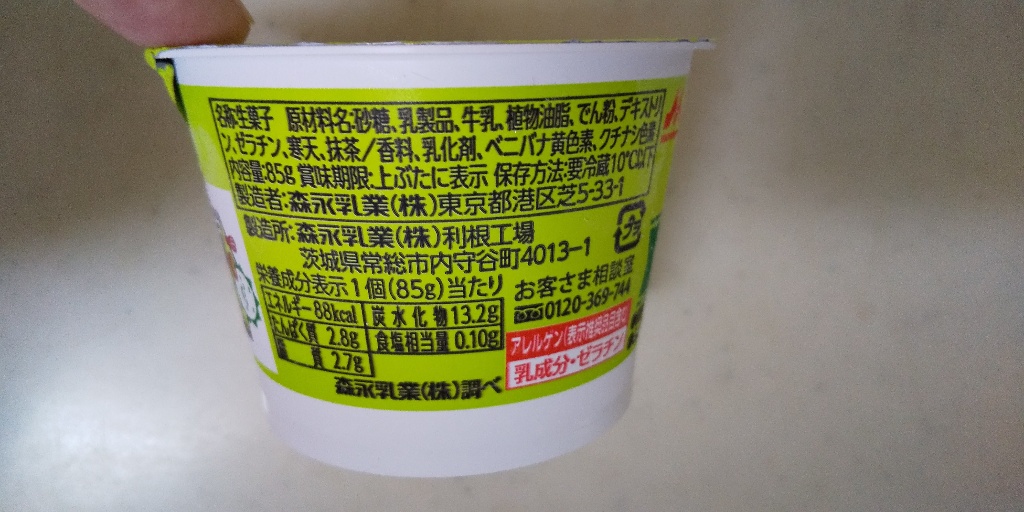 名称:生菓子 原材料名:砂糖、乳製品、牛乳、植物油脂、でん粉、デキストリ
ン、ゼラチン、寒天、抹茶/香料、乳化剤、ベニバナ黄色素、クチナシ色素
内容量:85g 賞味期限:上ぶたに表示 保存方法:要冷蔵10℃以下
製造者:森永乳業(株)東京都港区芝5-33-1
製造所:森永乳業(株)利根工場
茨城県常総市内守谷町4013-1
プラ
栄養成分表示1個(85g)当たり
エネルギー 88kcal 炭水化物 13.2g
たんぱく質 2.8g 食塩相当量 0.10g
脂質 2.7g
森永乳業(株)調べ
お客さま相談室
0120-369-744
アレルゲン(表示推奨品目含む)
乳成分・ゼラチン